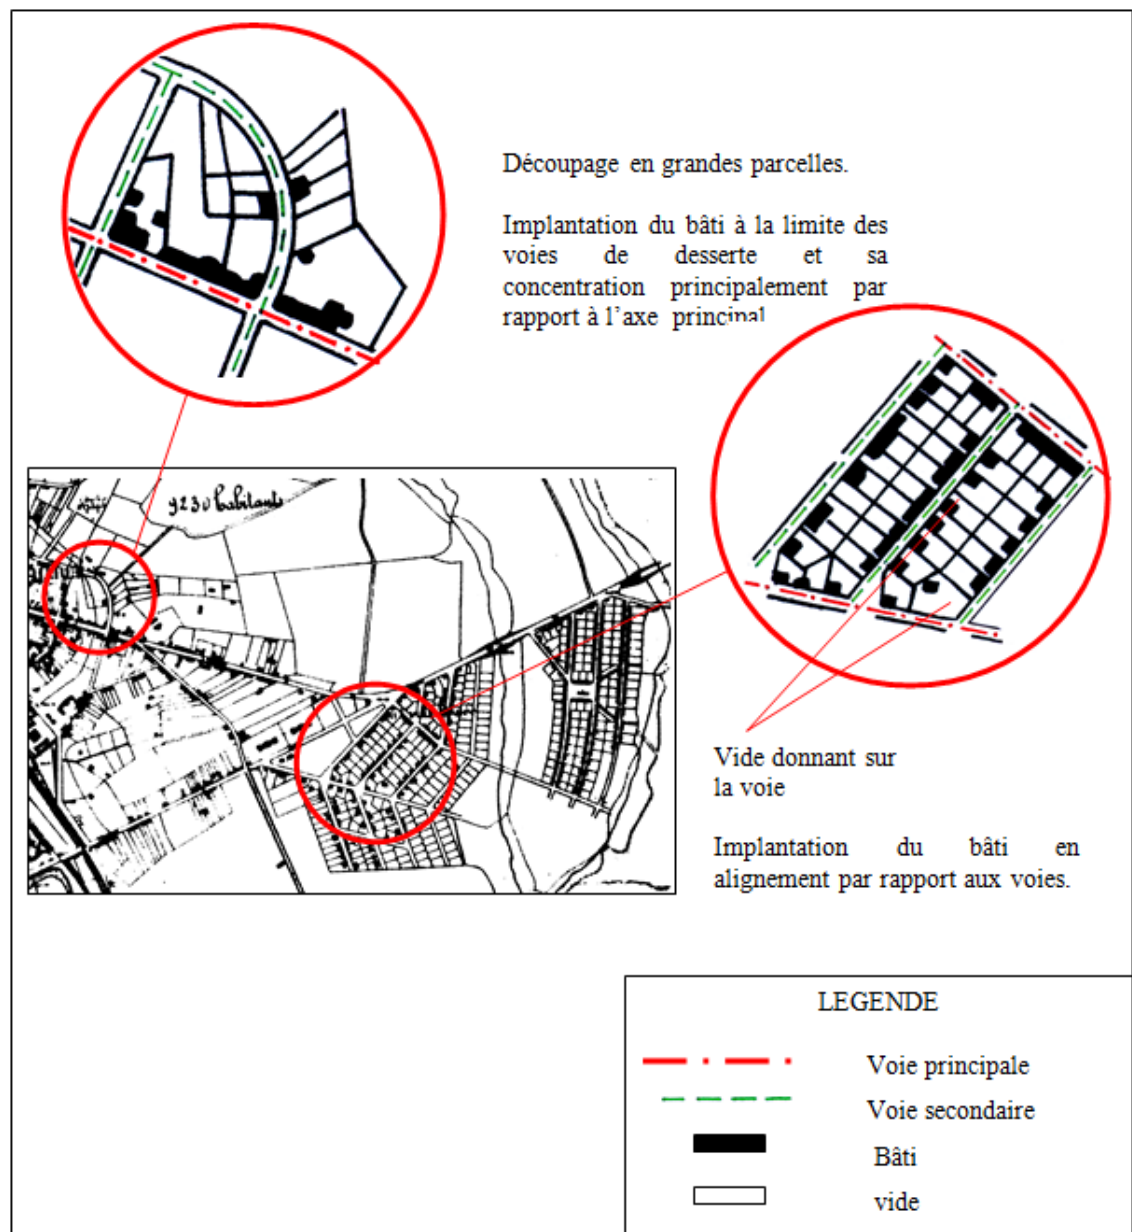 Découpage en grandes parcelles.
Implantation du bâti à la limite des
voies de desserte et sa
concentration principalement par
rapport à l'axe principal
9230 habitants
Vide donnant sur
la voie
Implantation du bâti en
alignement par rapport aux voies.
LEGENDE
Voie principale
Voie secondaire
Bâti
vide